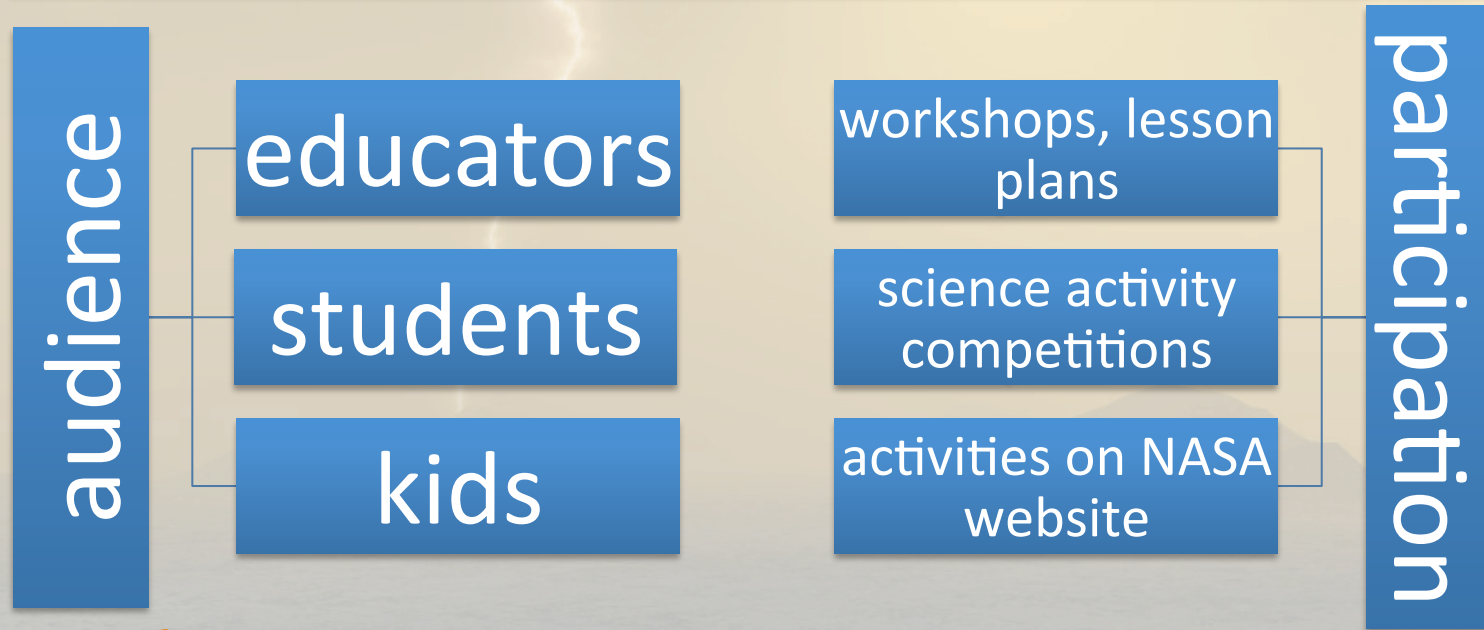 audience
educators
students
kids
workshops, lesson
plans
science activity
competitions
activities on NASA
website
participation